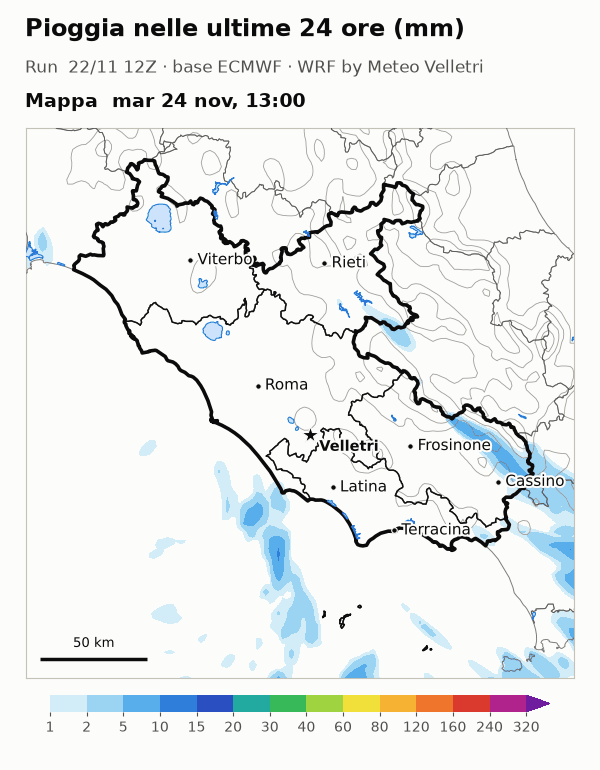 Pioggia nelle ultime 24 ore (mm)
Run  22/11 12Z · base ECMWF · WRF by Meteo Velletri
Mappa  mar 24 nov, 13:00
Viterbo
Rieti
Roma
Velletri
Frosinone
Cassino
Latina
Terracina
50 km
1 2 5 10 15 20 30 40 60 80 120 160 240 320